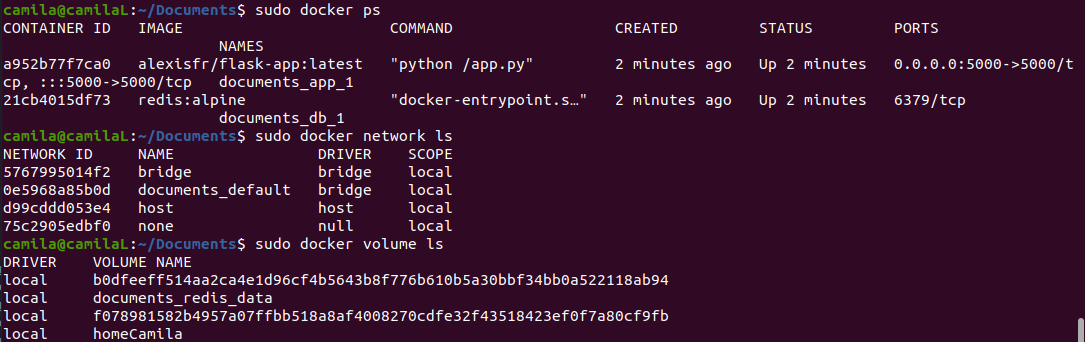 camila@camilaL:~/Documents$ sudo docker ps
CONTAINER ID   IMAGE                       COMMAND                  CREATED         STATUS         PORTS
                        NAMES
a952b77f7ca0   alexisfr/flask-app:latest   "python /app.py"         2 minutes ago   Up 2 minutes   0.0.0.0:5000->5000/t
cp, :::5000->5000/tcp   documents_app_1
21cb4015df73   redis:alpine                "docker-entrypoint.s…"   2 minutes ago   Up 2 minutes   6379/tcp
                        documents_db_1
camila@camilaL:~/Documents$ sudo docker network ls
NETWORK ID     NAME                DRIVER    SCOPE
5767995014f2   bridge              bridge    local
0e5968a85b0d   documents_default   bridge    local
d99cddd053e4   host                host      local
75c2905edbf0   none                null      local
camila@camilaL:~/Documents$ sudo docker volume ls
DRIVER    VOLUME NAME
local     b0dfeeff514aa2ca4e1d96cf4b5643b8f776b610b5a30bbf34bb0a522118ab94
local     documents_redis_data
local     f078981582b4957a07ffbb518a8af4008270cdfe32f43518423ef0f7a80cf9fb
local     homeCamila